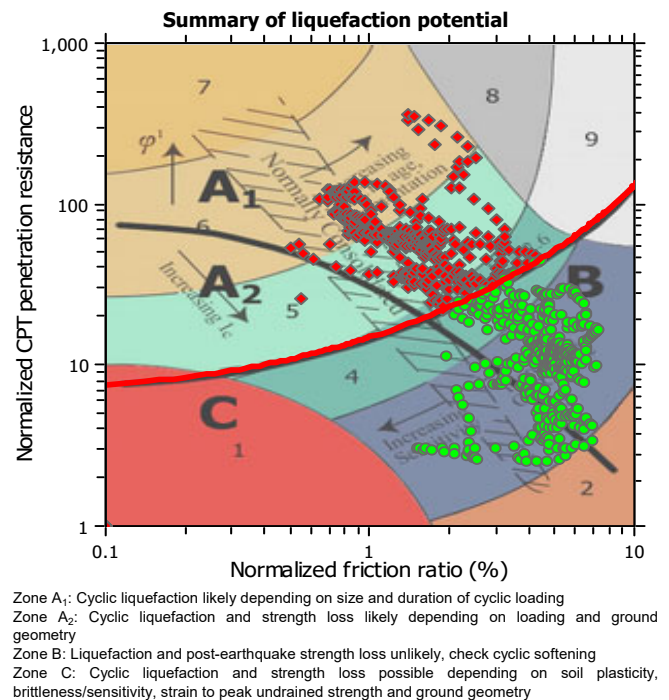 Summary of liquefaction potential
1,000
7
8
9
φ'
Increasing
age,
Normally Consolidated
A1
100
6
B
A2
Increasing Ic
5
10
4
C
Increasing
Sensitivity
1
2
1
0.1
1
10
Normalized CPT penetration resistance
Normalized friction ratio (%)
Zone A1: Cyclic liquefaction likely depending on size and duration of cyclic loading
Zone A2: Cyclic liquefaction and strength loss likely depending on loading and ground
geometry
Zone B: Liquefaction and post-earthquake strength loss unlikely, check cyclic softening
Zone C: Cyclic liquefaction and strength loss possible depending on soil plasticity,
brittleness/sensitivity, strain to peak undrained strength and ground geometry